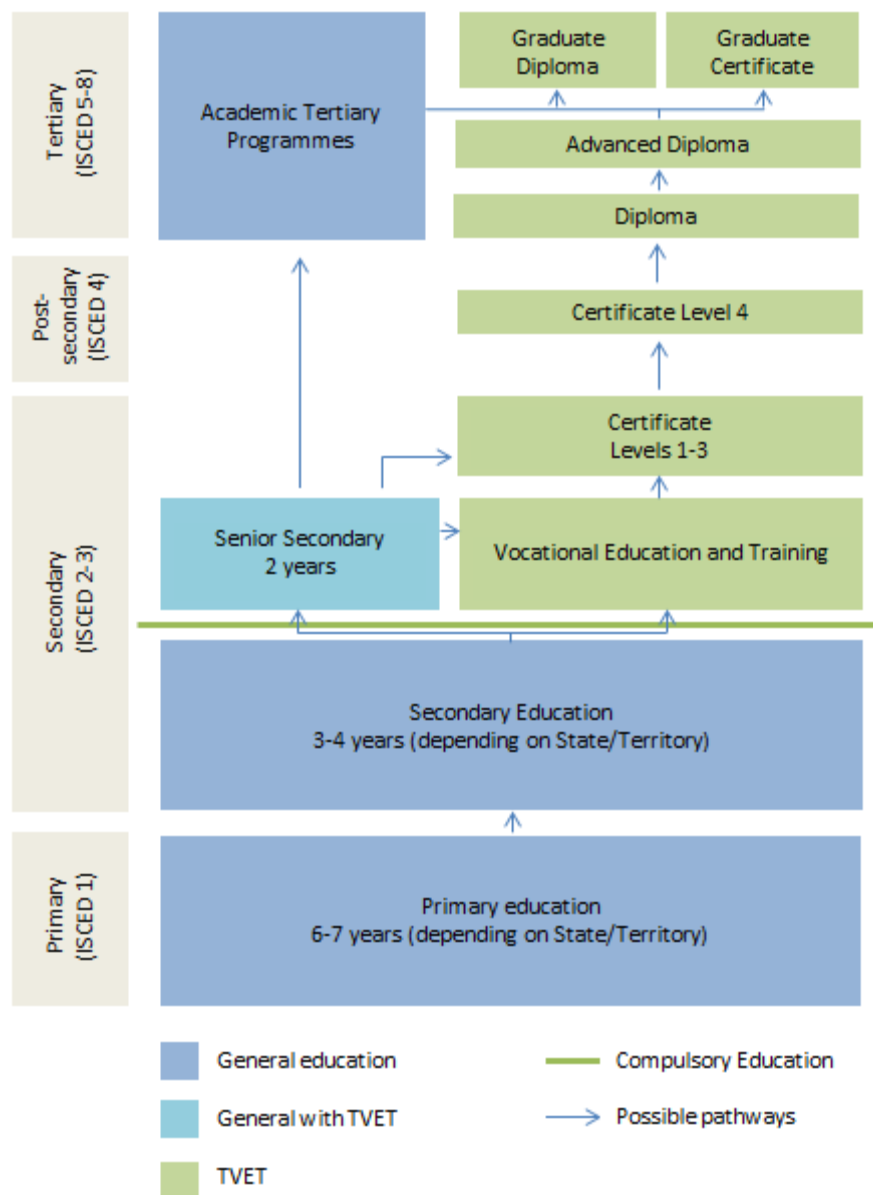 Tertiary
(ISCED 5-8)
Academic Tertiary
Programmes
Graduate
Diploma
Graduate
Certificate
Advanced Diploma
Diploma
Post-
secondary
(ISCED 4)
Certificate Level 4
Secondary
(ISCED 2-3)
Certificate
Levels 1-3
Senior Secondary
2 years
Vocational Education and Training
Secondary Education
3-4 years (depending on State/Territory)
Primary
(ISCED 1)
Primary education
6-7 years (depending on State/Territory)
General education
Compulsory Education
General with TVET
Possible pathways
TVET